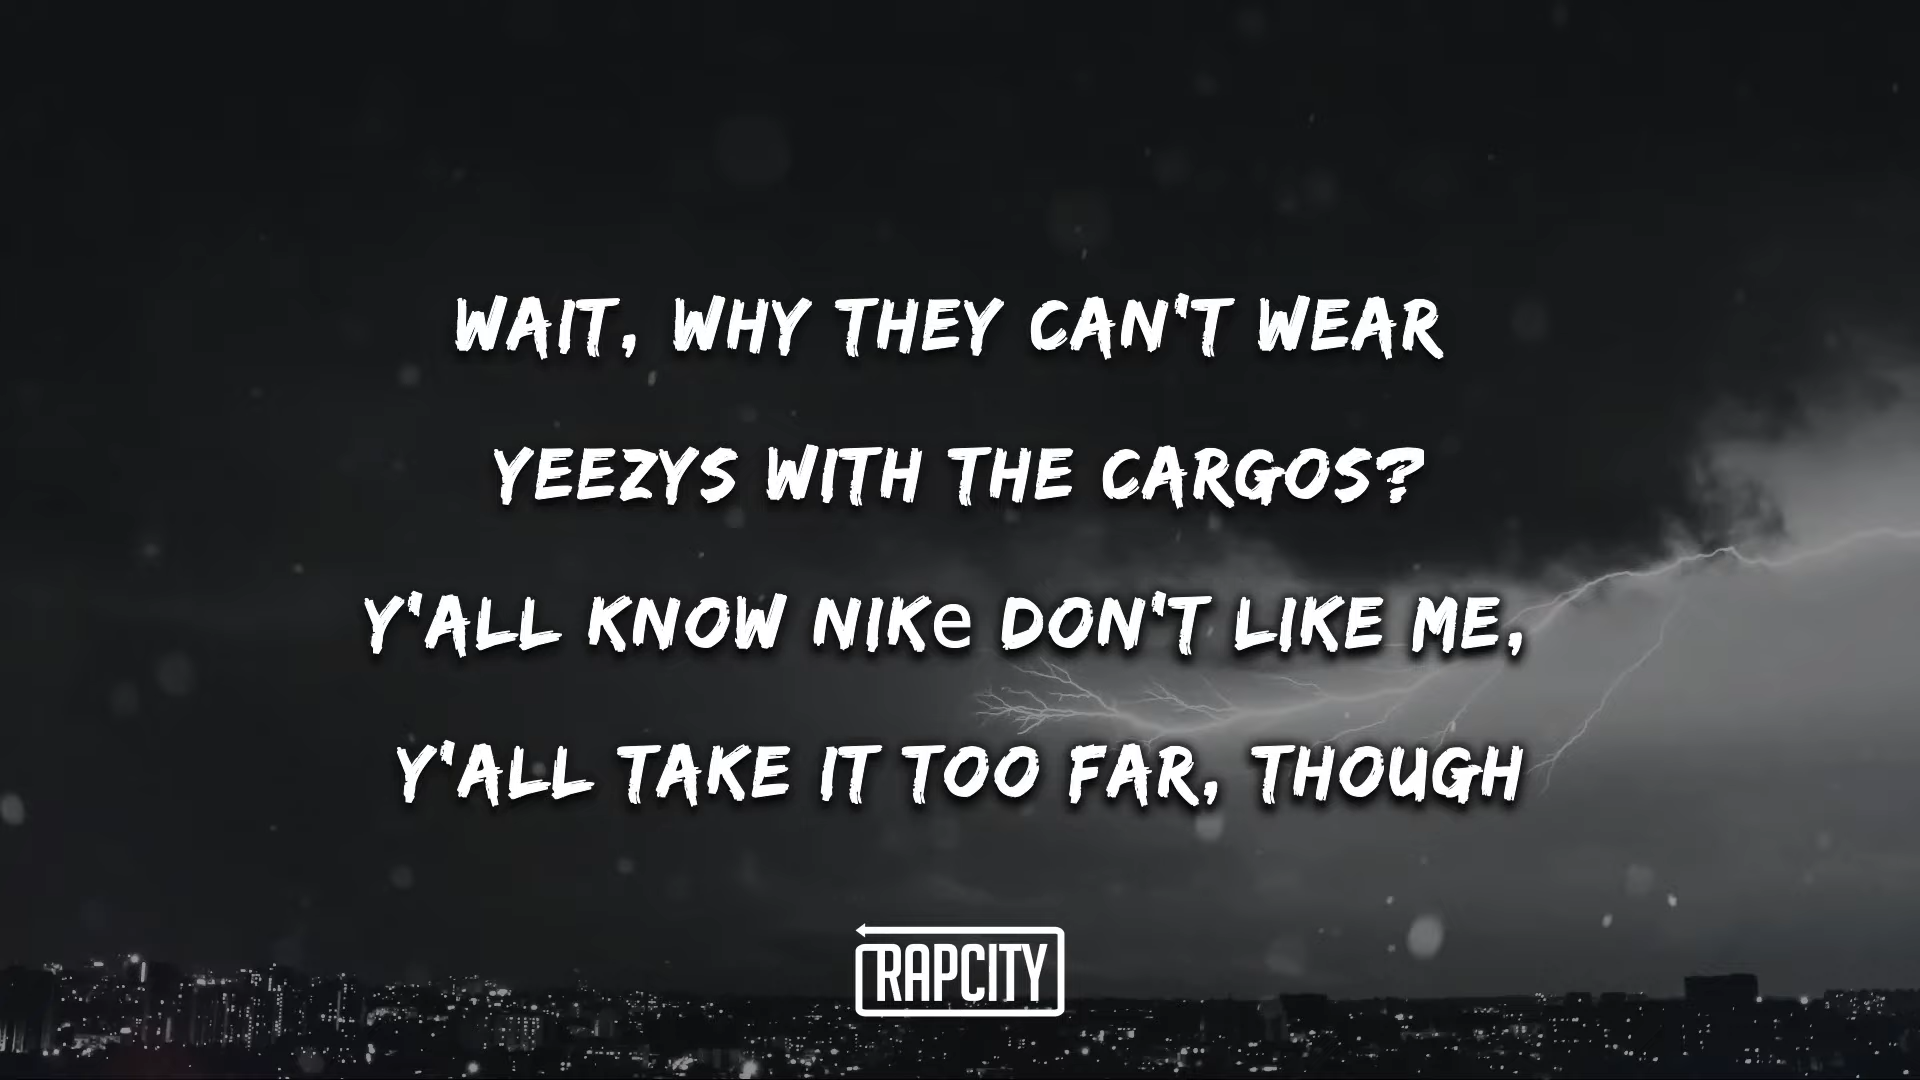 WAIT, WHY THEY CAN'T WEAR
YEEZYS WITH THE CARGOS?
Y'ALL KNOW NIKе DON'T LIKE ME,
Y'ALL TAKE IT TOO FAR, THOUGH
RAPCITY